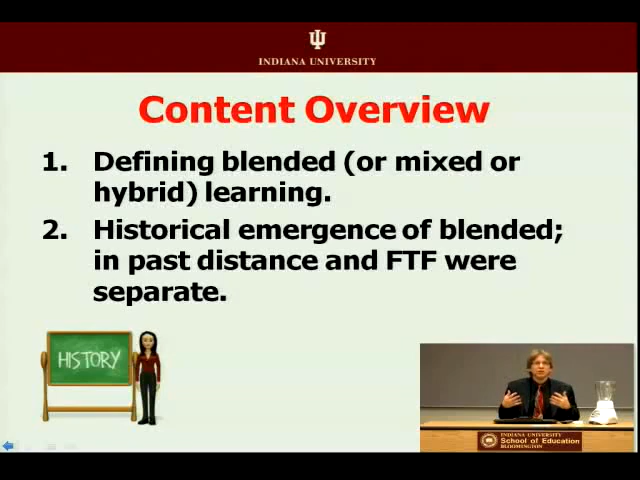 INDIANA UNIVERSITY
Content Overview
1. Defining blended (or mixed or
hybrid) learning.
2. Historical emergence of blended;
in past distance and FTF were
separate.
HISTORY
INDIANA UNIVERSITY
School of Education
BLOOMINGTON